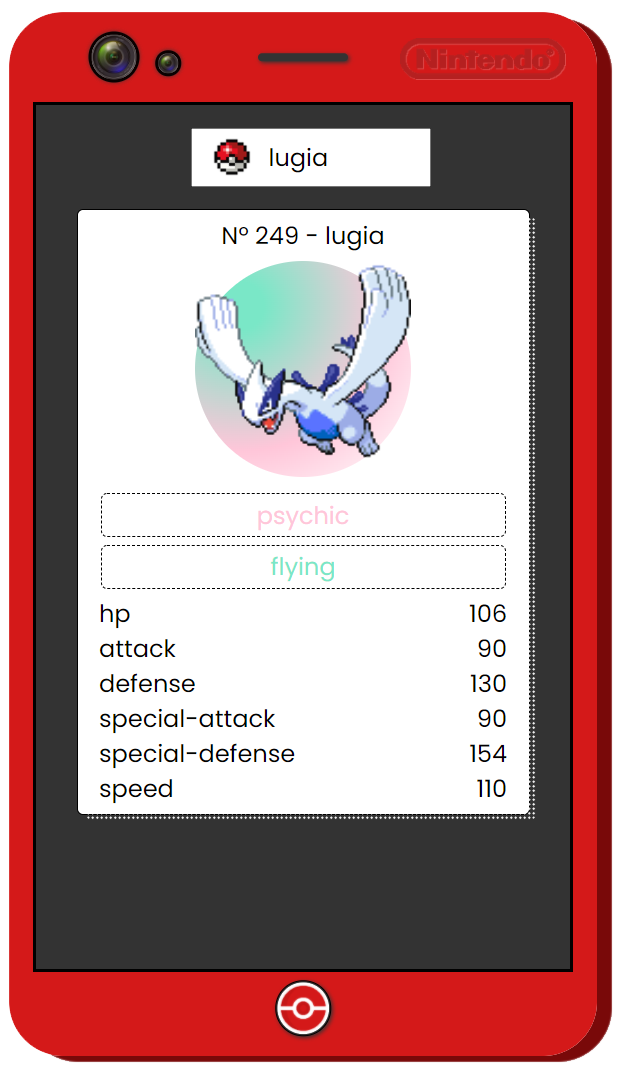 Nintendo
lugia
Nº 249 - lugia
psychic
flying
hp 106
attack 90
defense 130
special-attack 90
special-defense 154
speed 110